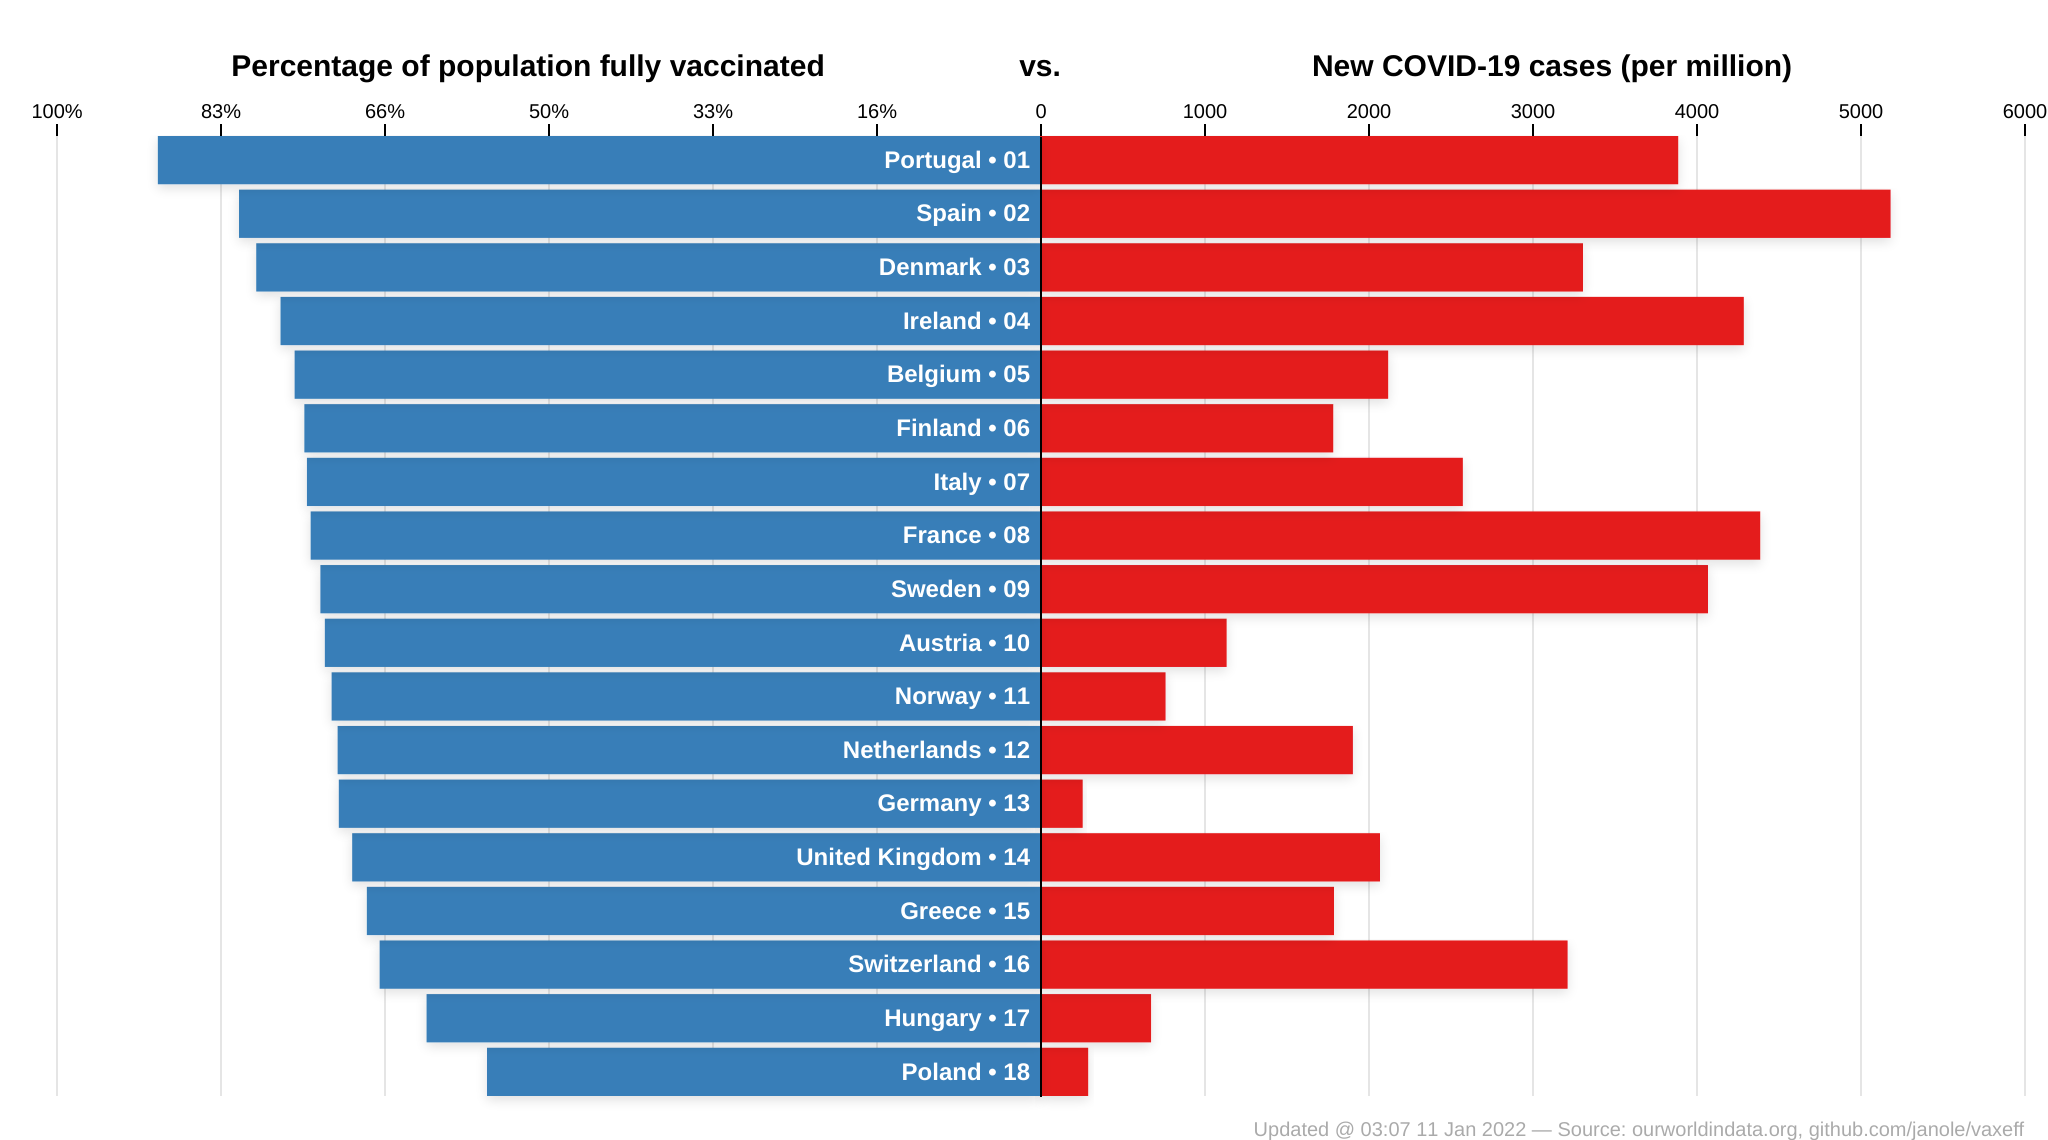 Percentage of population fully vaccinated vs. New COVID-19 cases (per million)
100% 83% 66% 50% 33% 16% 0 1000 2000 3000 4000 5000 6000
Portugal • 01
Spain • 02
Denmark • 03
Ireland • 04
Belgium • 05
Finland • 06
Italy • 07
France • 08
Sweden • 09
Austria • 10
Norway • 11
Netherlands • 12
Germany • 13
United Kingdom • 14
Greece • 15
Switzerland • 16
Hungary • 17
Poland • 18
Updated @ 03:07 11 Jan 2022 — Source: ourworldindata.org, github.com/janole/vaxeff